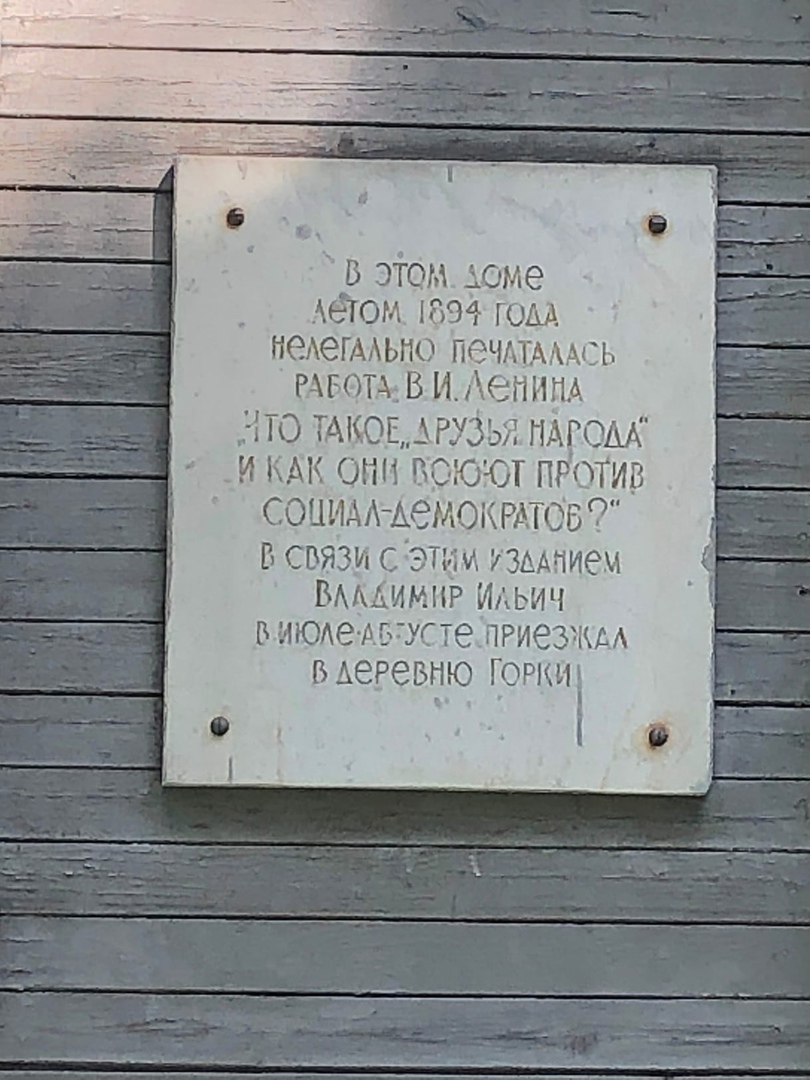 В ЭТОМ ДОМЕ
ЛЕТОМ 1894 ГОДА
НЕЛЕГАЛЬНО ПЕЧАТАЛАСЬ
РАБОТА В.И. ЛЕНИНА
„ЧТО ТАКОЕ „ДРУЗЬЯ НАРОДА“
И КАК ОНИ ВОЮЮТ ПРОТИВ
СОЦИАЛ-ДЕМОКРАТОВ?“
В СВЯЗИ С ЭТИМ ИЗДАНИЕМ
ВЛАДИМИР ИЛЬИЧ
В ИЮЛЕ-АВГУСТЕ ПРИЕЗЖАЛ
В ДЕРЕВНЮ ГОРКИ